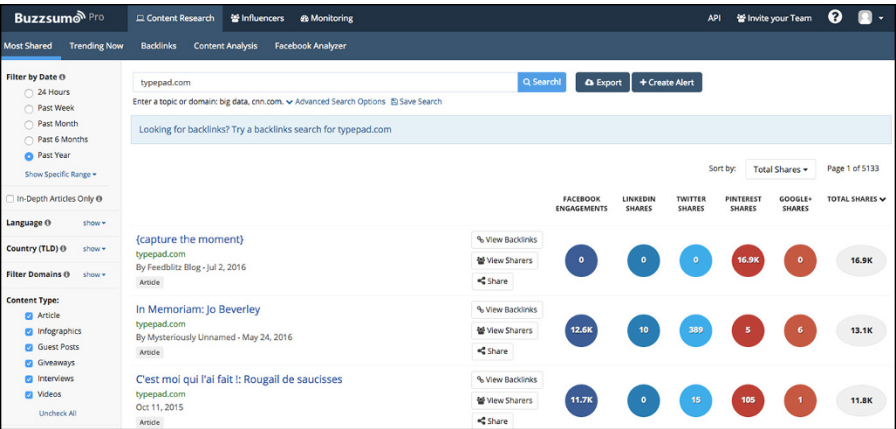 Buzzsumo Pro
Content Research
Influencers
Monitoring
API
Invite your Team
?
Most Shared
Trending Now
Backlinks
Content Analysis
Facebook Analyzer
Filter by Date
24 Hours
Past Week
Past Month
Past 6 Months
Past Year
Show Specific Range
In-Depth Articles Only
Language show
Country (TLD) show
Filter Domains show
Content Type:
Article
Infographics
Guest Posts
Giveaways
Interviews
Videos
Uncheck All
typepad.com
Search!
Export
+ Create Alert
Enter a topic or domain: big data, cnn.com. Advanced Search Options Save Search
Looking for backlinks? Try a backlinks search for typepad.com
Sort by: Total Shares Page 1 of 5133
FACEBOOK ENGAGEMENTS
LINKEDIN SHARES
TWITTER SHARES
PINTEREST SHARES
GOOGLE+ SHARES
TOTAL SHARES
{capture the moment}
typepad.com
By Feedblitz Blog - Jul 2, 2016
Article
View Backlinks
View Sharers
Share
0 0 0 16.9K 0 16.9K
In Memoriam: Jo Beverley
typepad.com
By Mysteriously Unnamed - May 24, 2016
Article
View Backlinks
View Sharers
Share
12.6K 10 389 5 6 13.1K
C'est moi qui l'ai fait !: Rougail de saucisses
typepad.com
Oct 11, 2015
Article
View Backlinks
View Sharers
Share
11.7K 0 15 105 1 11.8K